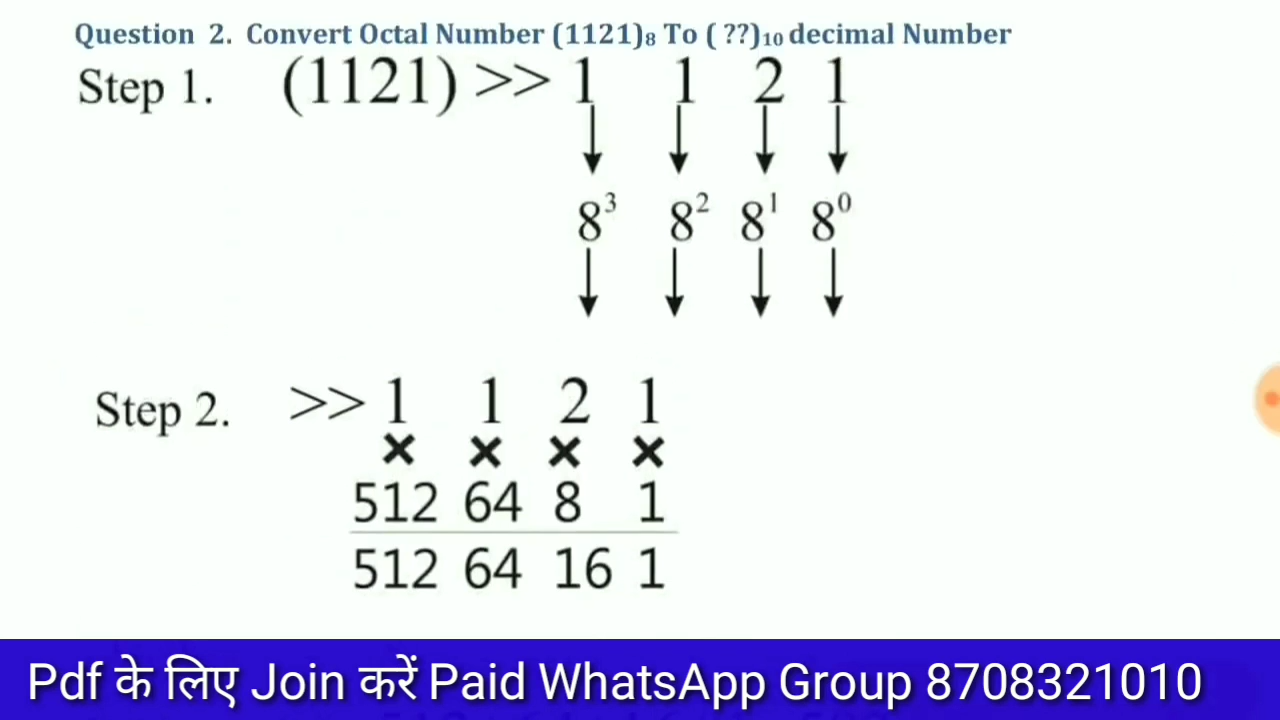 Question 2. Convert Octal Number (1121)₈ To ( ??)₁₀ decimal Number
Step 1. (1121) >> 1 1 2 1
8³ 8² 8¹ 8⁰
Step 2. >> 1 1 2 1
× × × ×
512 64 8 1
512 64 16 1
Pdf के लिए Join करें Paid WhatsApp Group 8708321010